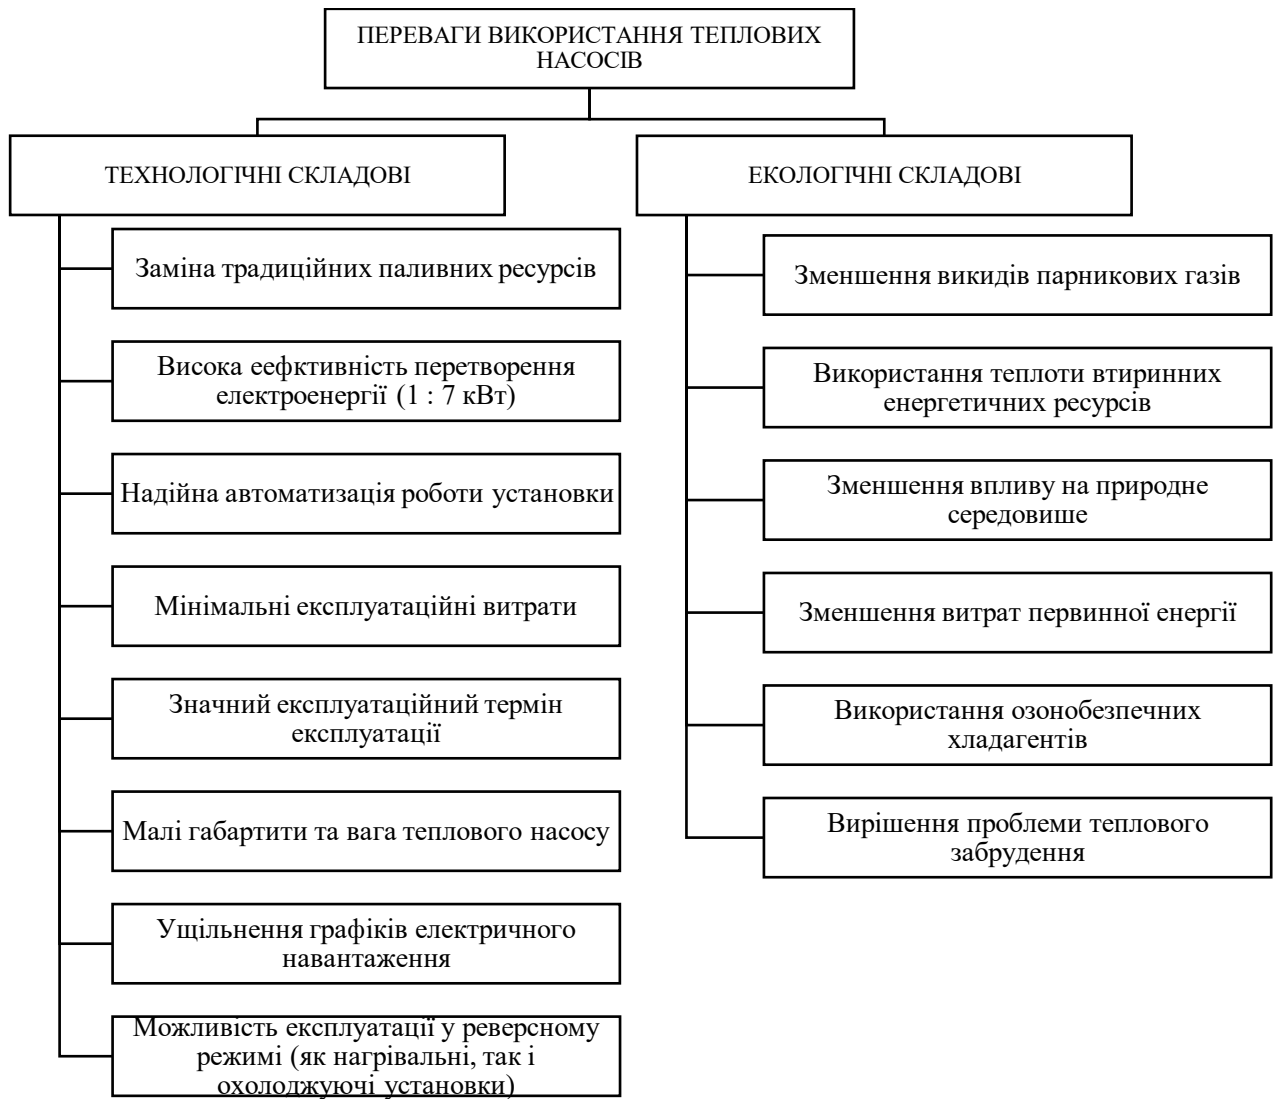 ПЕРЕВАГИ ВИКОРИСТАННЯ ТЕПЛОВИХ
НАСОСІВ
ТЕХНОЛОГІЧНІ СКЛАДОВІ
Заміна традиційних паливних ресурсів
Висока еефктивність перетворення
електроенергії (1 : 7 кВт)
Надійна автоматизація роботи установки
Мінімальні експлуатаційні витрати
Значний експлуатаційний термін
експлуатації
Малі габартити та вага теплового насосу
Ущільнення графіків електричного
навантаження
Можливість експлуатації у реверсному
режимі (як нагрівальні, так і
охолоджуючі установки)
ЕКОЛОГІЧНІ СКЛАДОВІ
Зменшення викидів парникових газів
Використання теплоти втиринних
енергетичних ресурсів
Зменшення впливу на природне
середовише
Зменшення витрат первинної енергії
Використання озонобезпечних
хладагентів
Вирішення проблеми теплового
забрудення